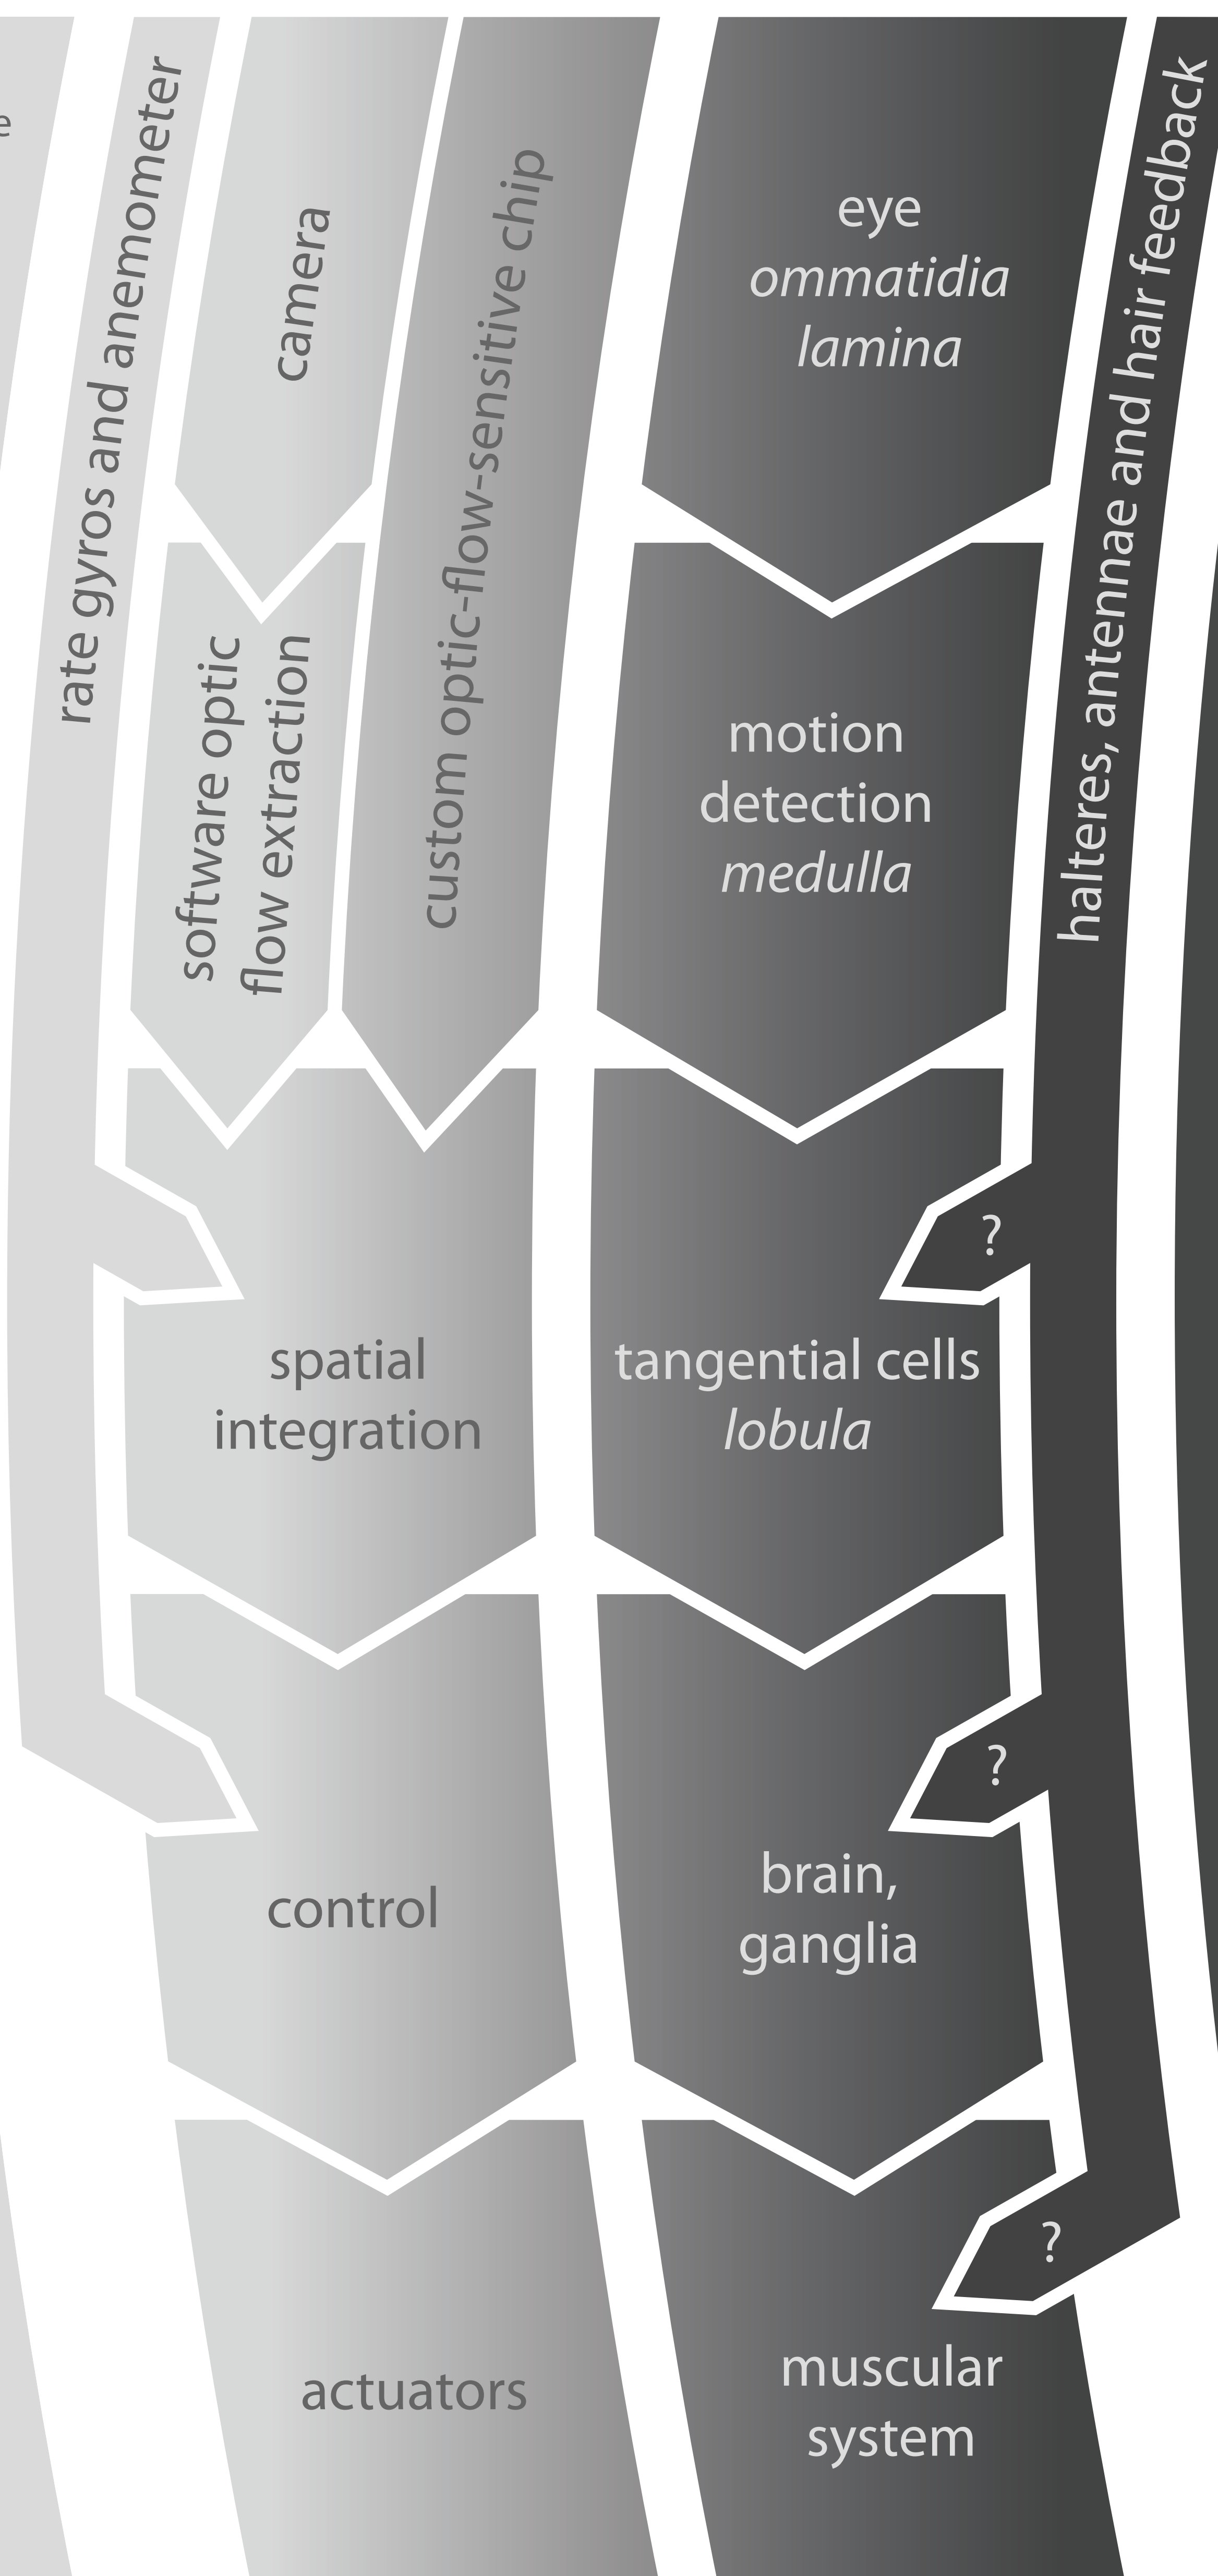 e
rate gyros and anemometer
camera
custom optic-flow-sensitive chip
software optic
flow extraction
spatial
integration
control
actuators
eye
ommatidia
lamina
motion
detection
medulla
tangential cells
lobula
brain,
ganglia
muscular
system
halteres, antennae and hair feedback
?
?
?